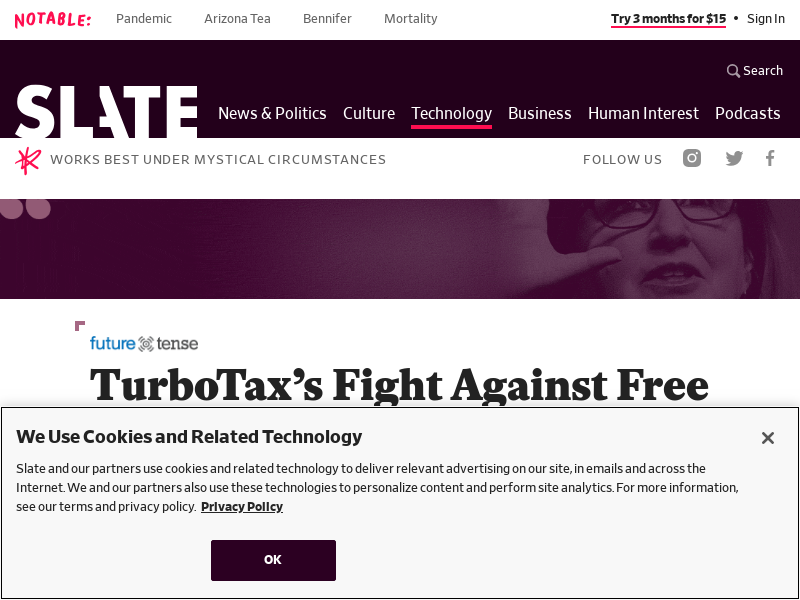 NOTABLE:
Pandemic
Arizona Tea
Bennifer
Mortality
Try 3 months for $15 • Sign In
Search
SLATE
News & Politics
Culture
Technology
Business
Human Interest
Podcasts
WORKS BEST UNDER MYSTICAL CIRCUMSTANCES
FOLLOW US
future tense
TurboTax’s Fight Against Free
We Use Cookies and Related Technology
Slate and our partners use cookies and related technology to deliver relevant advertising on our site, in emails and across the
Internet. We and our partners also use these technologies to personalize content and perform site analytics. For more information,
see our terms and privacy policy. Privacy Policy
OK